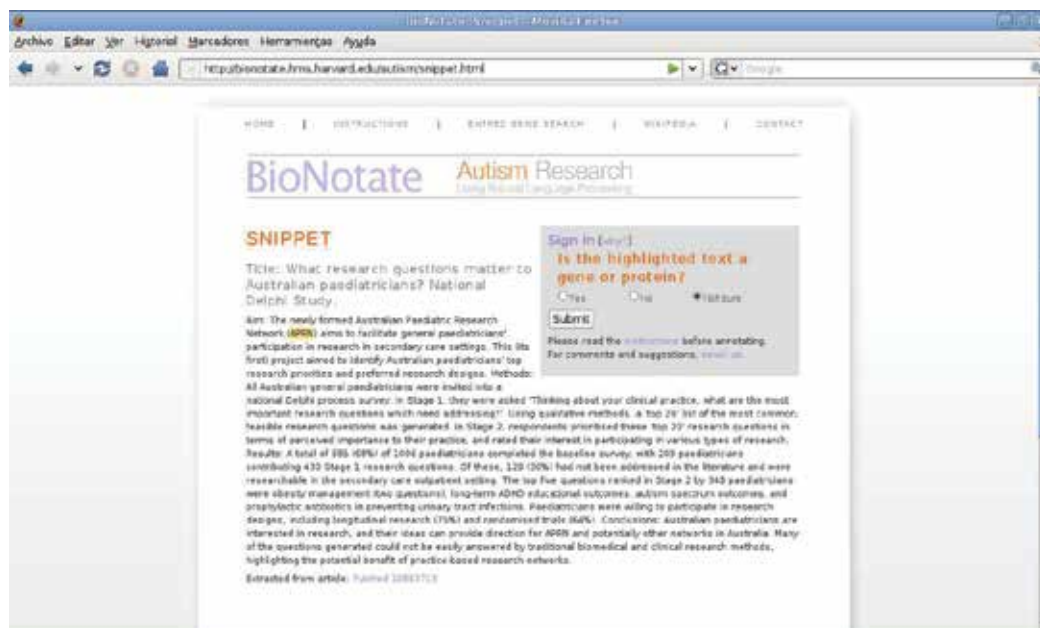 BioNotate Snippet - Mozilla Firefox
Archivo Editar Ver Historial Marcadores Herramientas Ayuda
http://bionotate.hms.harvard.edu/autism/snippet.html
Google
HOME | INSTRUCTIONS | ENTREZ GENE SEARCH | WIKIPEDIA | CONTACT
BioNotate Autism Research
Using Natural Language Processing
SNIPPET
Title: What research questions matter to
Australian paediatricians? National
Delphi Study.
Sign in [why?]
Is the highlighted text a
gene or protein?
Yes No Not sure
Submit
Please read the instructions before annotating.
For comments and suggestions, email us.
Aim: The newly formed Australian Paediatric Research
Network (APRN) aims to facilitate general paediatricians'
participation in research in secondary care settings. This (its
first) project aimed to identify Australian paediatricians' top
research priorities and preferred research designs. Methods:
All Australian general paediatricians were invited into a
national Delphi process survey. In Stage 1, they were asked 'Thinking about your clinical practice, what are the most
important research questions which need addressing?' Using qualitative methods, a 'top 20' list of the most common,
feasible research questions was generated. In Stage 2, respondents prioritised these 'top 20' research questions in
terms of perceived importance to their practice, and rated their interest in participating in various types of research.
Results: A total of (68%) of paediatricians completed the baseline survey, with paediatricians
contributing Stage 1 research questions. Of these, (30%) had not been addressed in the literature and were
researchable in the secondary care outpatient setting. The top five questions ranked in Stage 2 by paediatricians
were obesity management (two questions), long-term ADHD educational outcomes, autism spectrum outcomes, and
prophylactic antibiotics in preventing urinary tract infections. Paediatricians were willing to participate in research
designs, including longitudinal research (75%) and randomised trials (64%). Conclusions: Australian paediatricians are
interested in research, and their ideas can provide direction for APRN and potentially other networks in Australia. Many
of the questions generated could not be easily answered by traditional biomedical and clinical research methods,
highlighting the potential benefit of practice-based research networks.
Extracted from article: PubMed